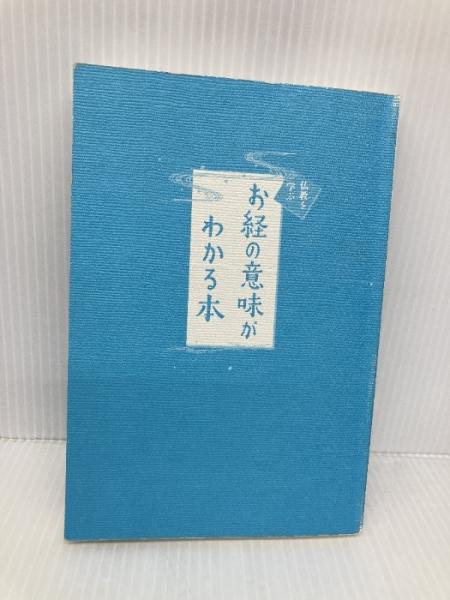 仏教を
学ぶ
お経の意味が
わかる本